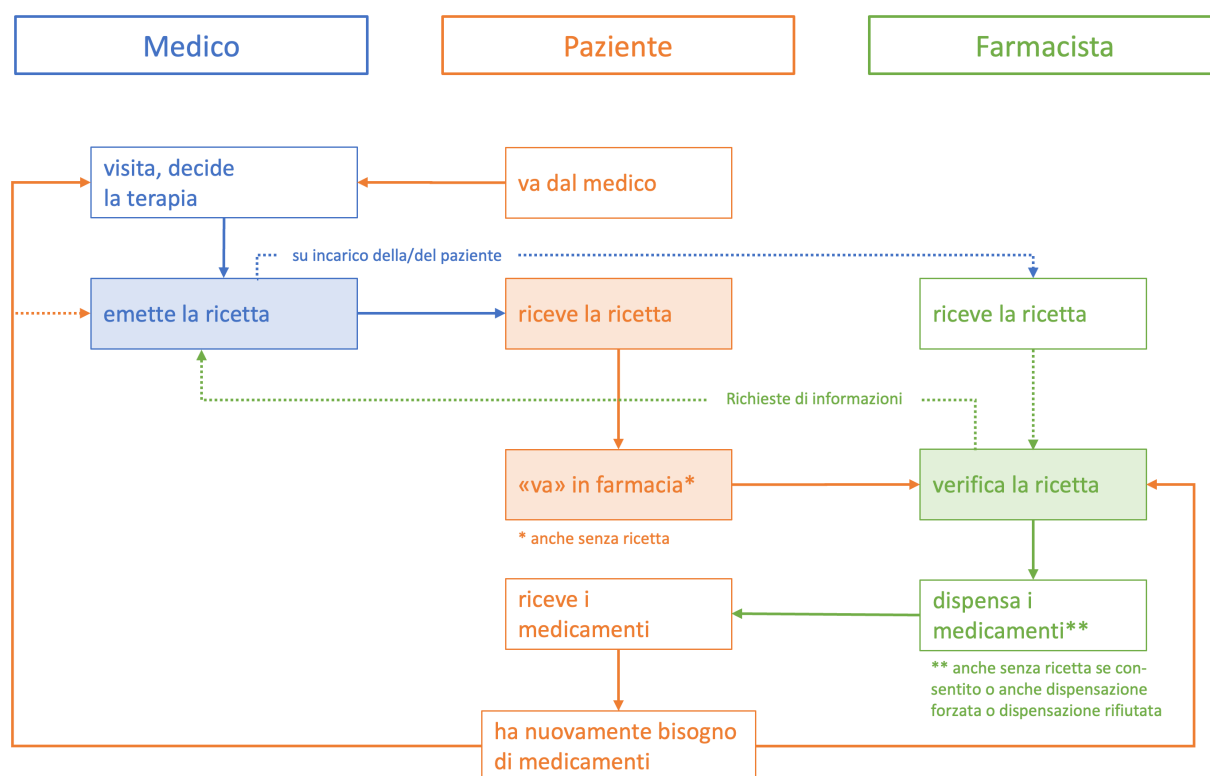 Medico
Paziente
Farmacista
visita, decide
la terapia
va dal medico
su incarico della/del paziente
emette la ricetta
riceve la ricetta
riceve la ricetta
Richieste di informazioni
«va» in farmacia*
verifica la ricetta
* anche senza ricetta
riceve i
medicamenti
dispensa i
medicamenti**
** anche senza ricetta se con-
sentito o anche dispensazione
forzata o dispensazione rifiutata
ha nuovamente bisogno
di medicamenti